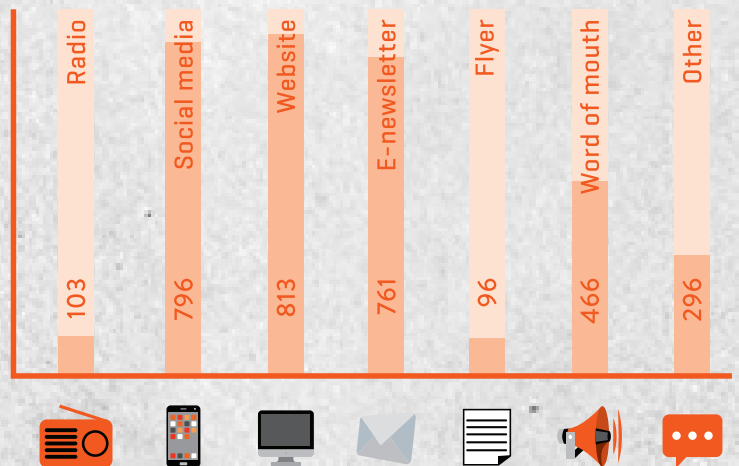 Radio
103
Social media
796
Website
813
E-newsletter
761
Flyer
96
Word of mouth
466
Other
296